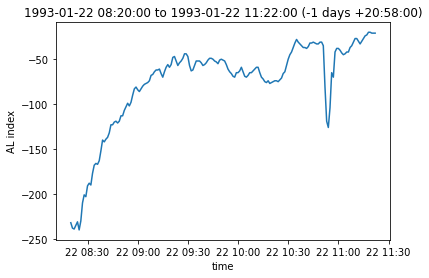 1993-01-22 08:20:00 to 1993-01-22 11:22:00 (-1 days +20:58:00)
AL index
−50
−100
−150
−200
−250
22 08:30 22 09:00 22 09:30 22 10:00 22 10:30 22 11:00 22 11:30
time